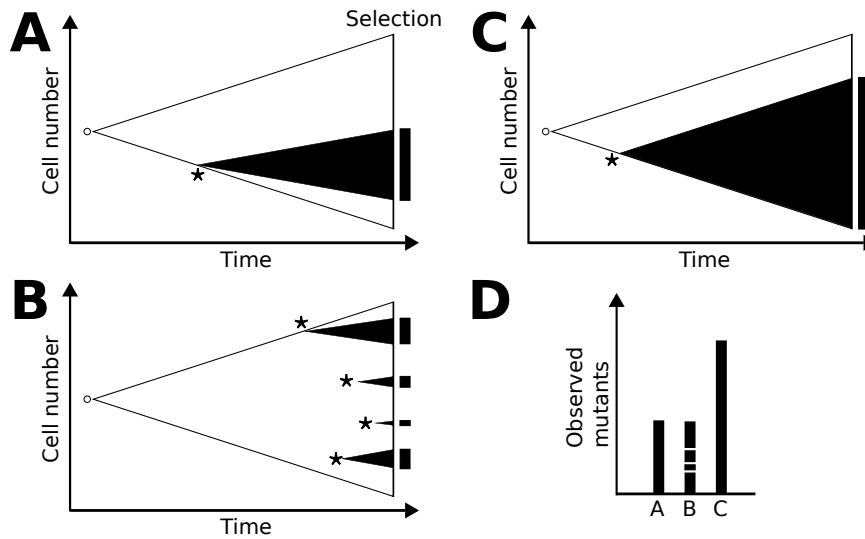 A
Selection
Cell number
Time
C
Cell number
Time
B
Cell number
Time
D
Observed
mutants
A B C